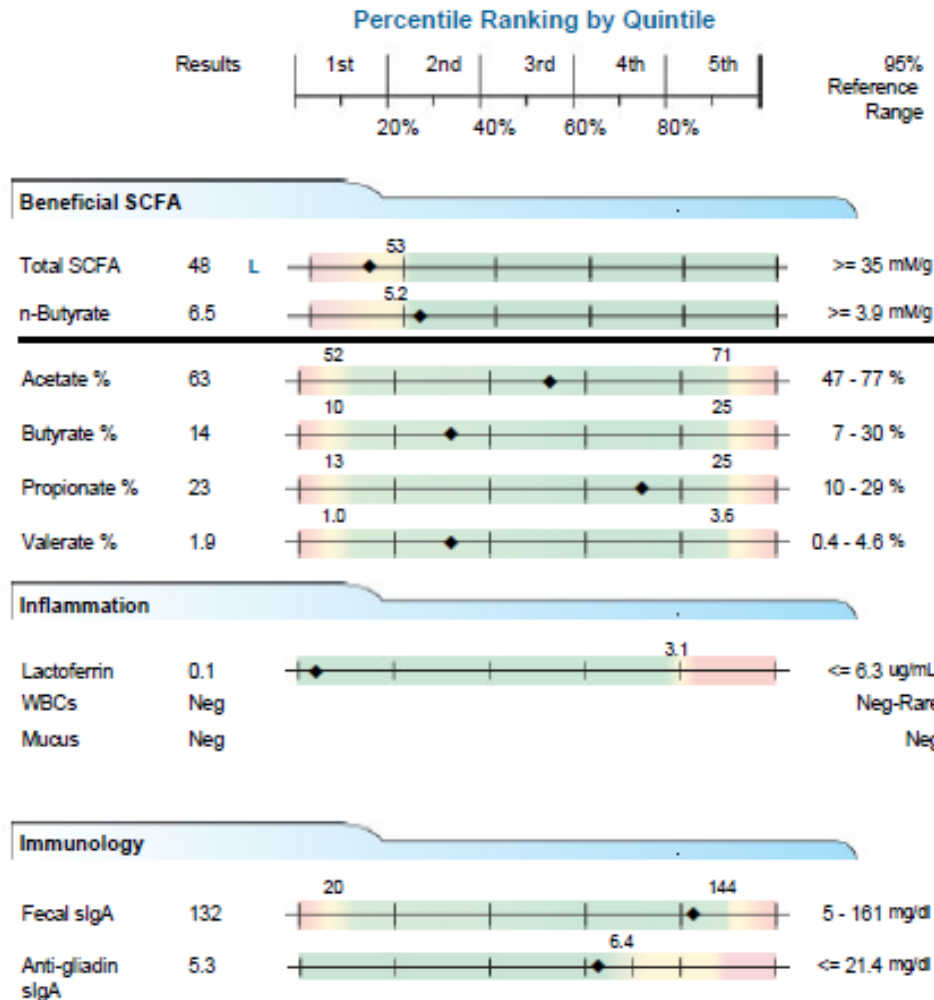 Percentile Ranking by Quintile
Results 1st 2nd 3rd 4th 5th 95%
Reference
Range
20% 40% 60% 80%
Beneficial SCFA
53
Total SCFA 48 L >= 35 mM/g
5.2
n-Butyrate 6.5 >= 3.9 mM/g
52 71
Acetate % 63 47 - 77 %
10 25
Butyrate % 14 7 - 30 %
13 25
Propionate % 23 10 - 29 %
1.0 3.6
Valerate % 1.9 0.4 - 4.6 %
Inflammation
3.1
Lactoferrin 0.1 <= 6.3 ug/mL
WBCs Neg Neg-Rare
Mucus Neg Neg
Immunology
20 144
Fecal sIgA 132 5 - 161 mg/dl
6.4
Anti-gliadin 5.3 <= 21.4 mg/dl
sIgA